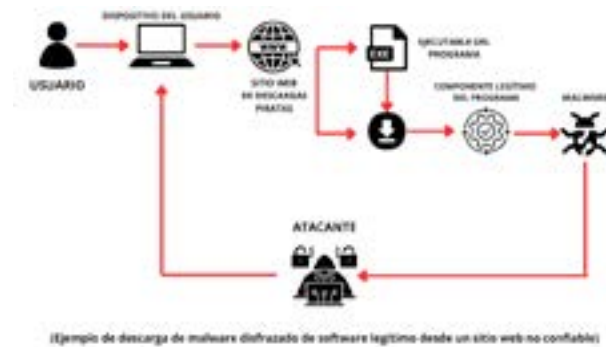 DISPOSITIVO DEL USUARIO
USUARIO
WWW
SITIO WEB
DE DESCARGAS
PIRATAS
EXE
EJECUTABLE DEL
PROGRAMA
COMPONENTE LEGÍTIMO
DEL PROGRAMA
MALWARE
ATACANTE
(Ejemplo de descarga de malware disfrazado de software legítimo desde un sitio web no confiable)